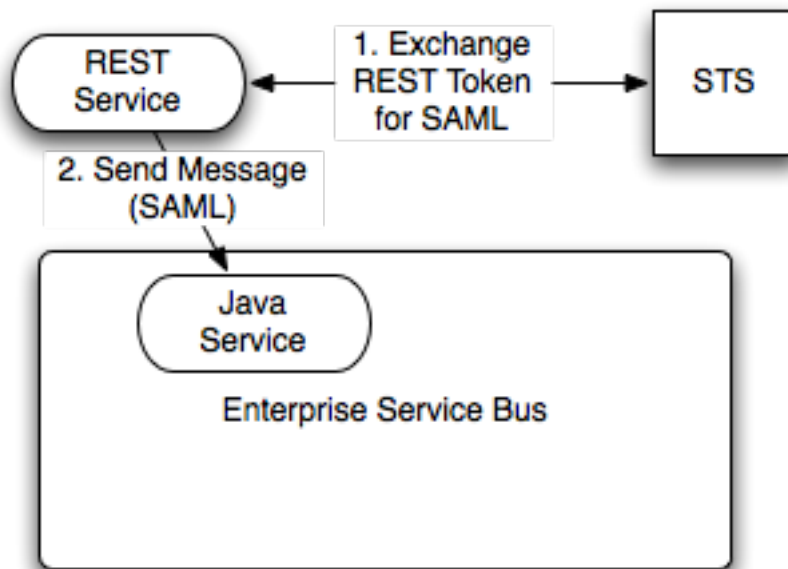 REST
Service
1. Exchange
REST Token
for SAML
STS
2. Send Message
(SAML)
Java
Service
Enterprise Service Bus